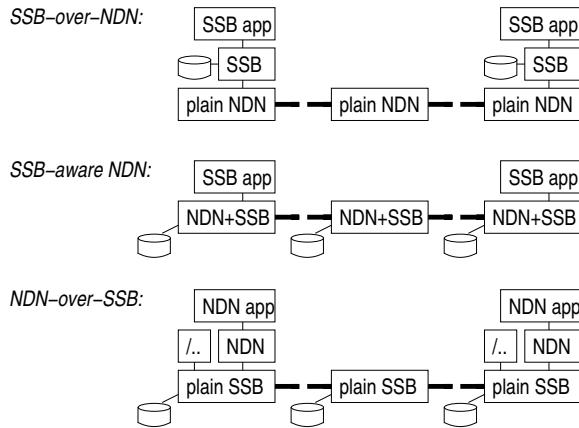 SSB–over–NDN:
SSB app SSB app
SSB SSB
plain NDN plain NDN plain NDN
SSB–aware NDN:
SSB app SSB app
NDN+SSB NDN+SSB NDN+SSB
NDN–over–SSB:
NDN app NDN app
/.. NDN /.. NDN
plain SSB plain SSB plain SSB